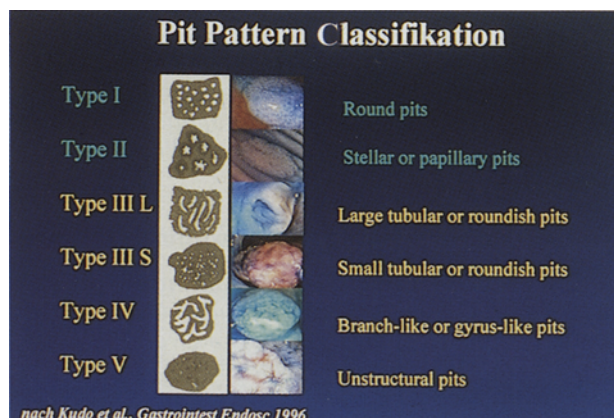 Pit Pattern Classifikation
Type I
Round pits
Type II
Stellar or papillary pits
Type III L
Large tubular or roundish pits
Type III S
Small tubular or roundish pits
Type IV
Branch-like or gyrus-like pits
Type V
Unstructural pits
nach Kudo et al., Gastrointest Endosc 1996